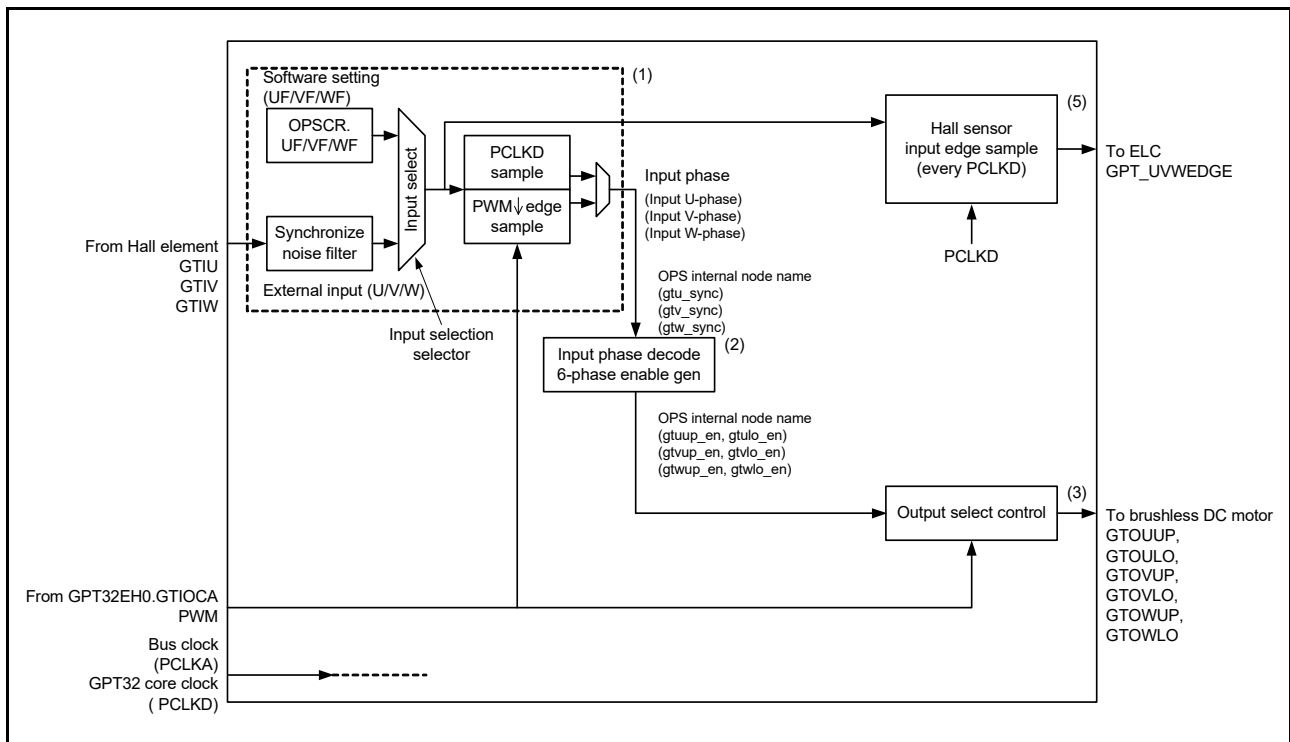 Software setting
(UF/VF/WF)
(1)
OPSCR.
UF/VF/WF
Input select
PCLKD
sample
PWM↓edge
sample
Synchronize
noise filter
External input (U/V/W)
Input selection
selector
From Hall element
GTIU
GTIV
GTIW
Input phase
(Input U-phase)
(Input V-phase)
(Input W-phase)
OPS internal node name
(gtu_sync)
(gtv_sync)
(gtw_sync)
(2)
Input phase decode
6-phase enable gen
OPS internal node name
(gtuup_en, gtulo_en)
(gtvup_en, gtvlo_en)
(gtwup_en, gtwlo_en)
(5)
Hall sensor
input edge sample
(every PCLKD)
PCLKD
To ELC
GPT_UVWEDGE
(3)
Output select control
To brushless DC motor
GTOUUP,
GTOULO,
GTOVUP,
GTOVLO,
GTOWUP,
GTOWLO
From GPT32EH0.GTIOCA
PWM
Bus clock
(PCLKA)
GPT32 core clock
( PCLKD)